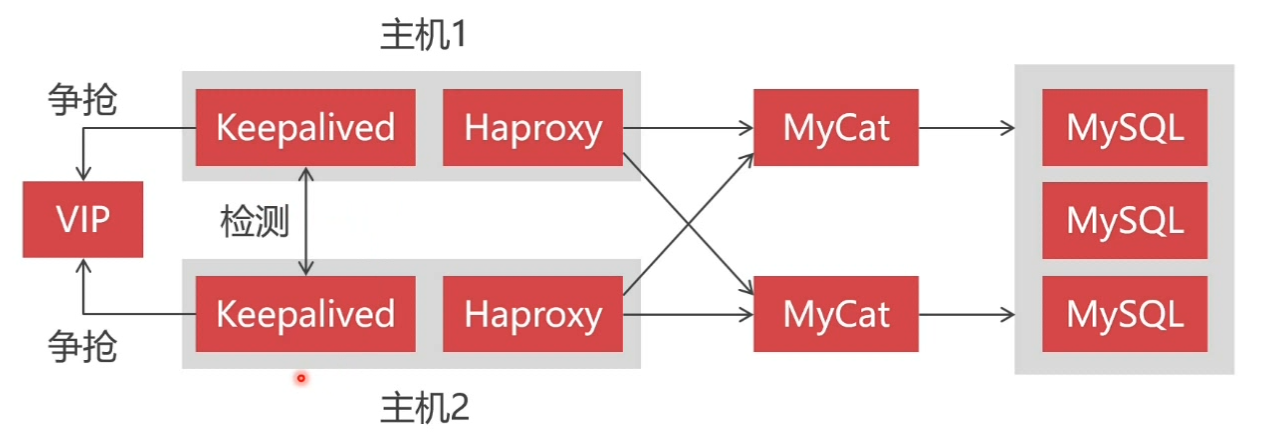 主机1
争抢
Keepalived
Haproxy
MyCat
MySQL
VIP
检测
MySQL
Keepalived
Haproxy
MyCat
MySQL
争抢
主机2